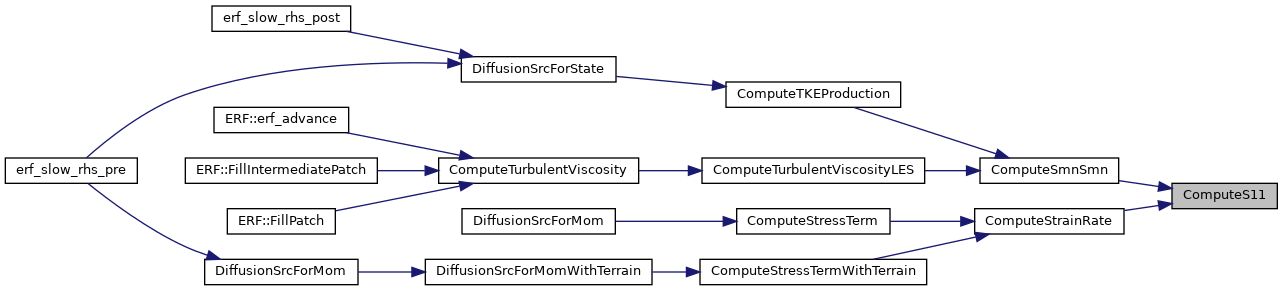 erf_slow_rhs_post
DiffusionSrcForState
ComputeTKEProduction
ERF::erf_advance
erf_slow_rhs_pre
ERF::FillIntermediatePatch
ComputeTurbulentViscosity
ComputeTurbulentViscosityLES
ComputeSmnSmn
ComputeS11
ERF::FillPatch
DiffusionSrcForMom
ComputeStressTerm
ComputeStrainRate
DiffusionSrcForMom
DiffusionSrcForMomWithTerrain
ComputeStressTermWithTerrain